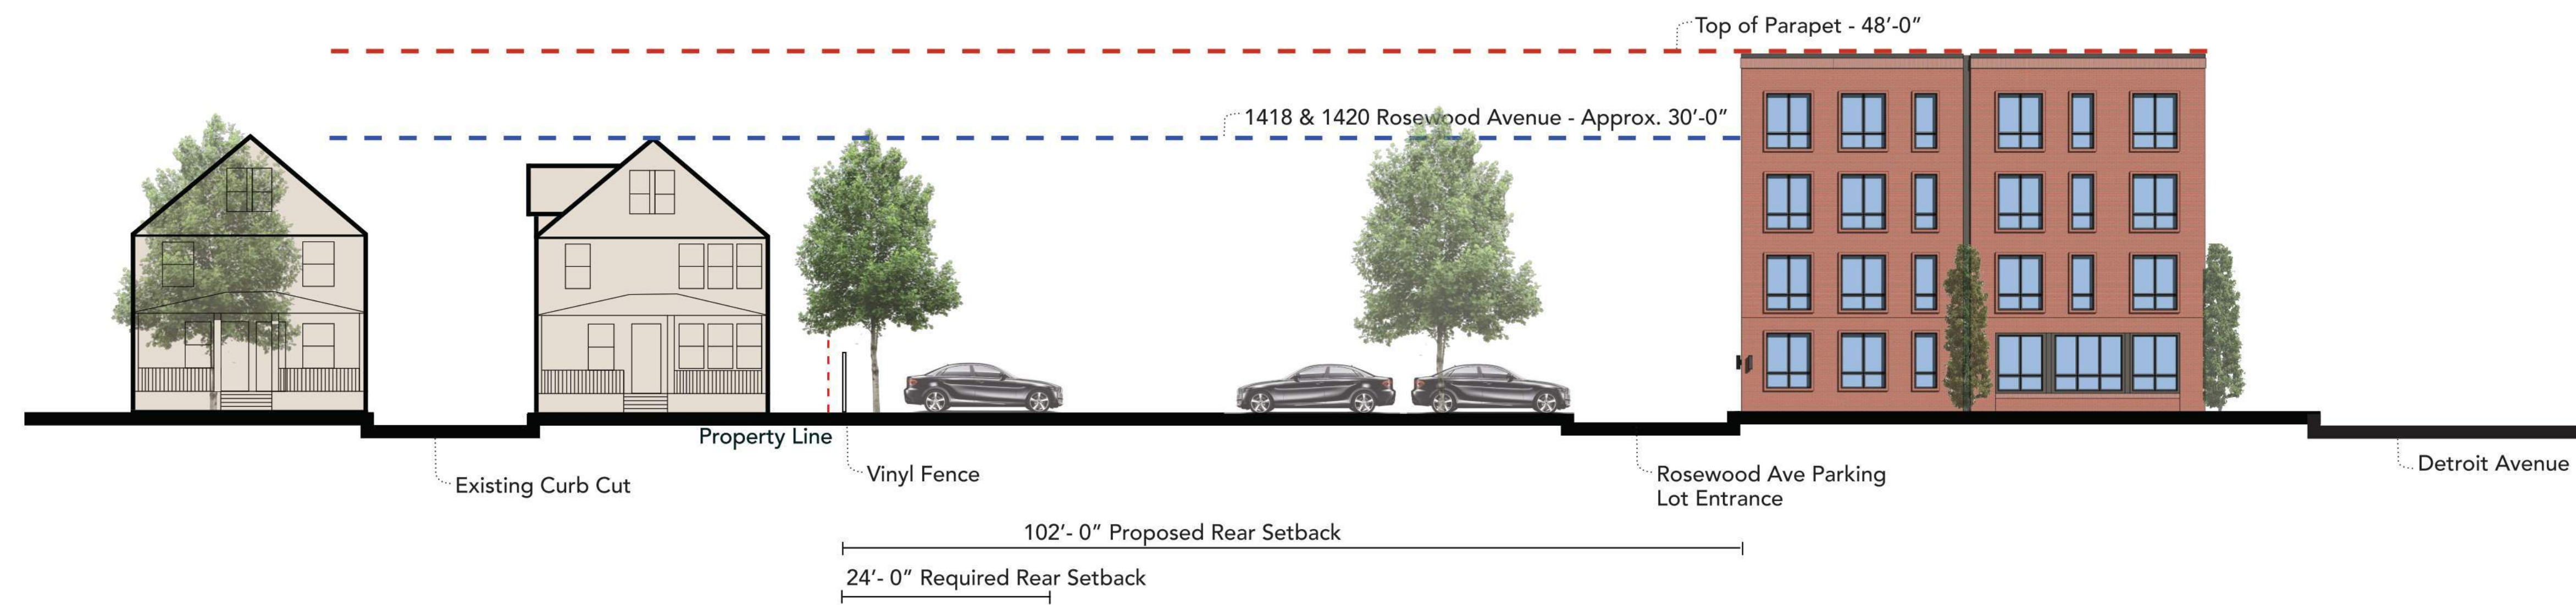 Top of Parapet - 48’-0”
1418 & 1420 Rosewood Avenue - Approx. 30’-0”
Property Line
Vinyl Fence
Existing Curb Cut
Rosewood Ave Parking
Lot Entrance
Detroit Avenue
102’- 0” Proposed Rear Setback
24’- 0” Required Rear Setback